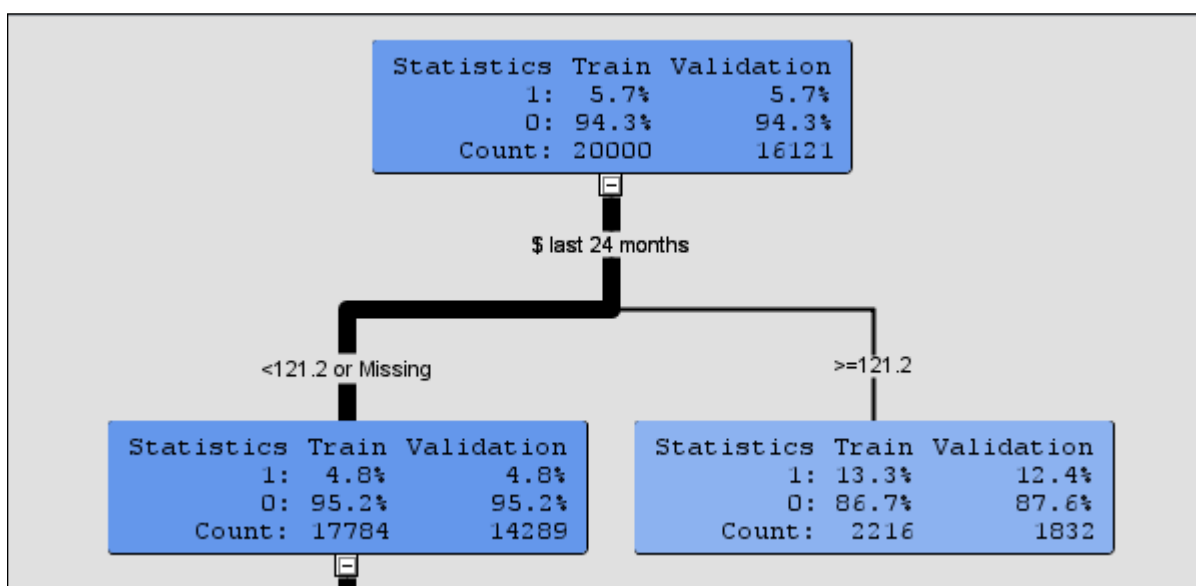 Statistics Train Validation
1: 5.7% 5.7%
0: 94.3% 94.3%
Count: 20000 16121
$ last 24 months
<121.2 or Missing
>=121.2
Statistics Train Validation
1: 4.8% 4.8%
0: 95.2% 95.2%
Count: 17784 14289
Statistics Train Validation
1: 13.3% 12.4%
0: 86.7% 87.6%
Count: 2216 1832